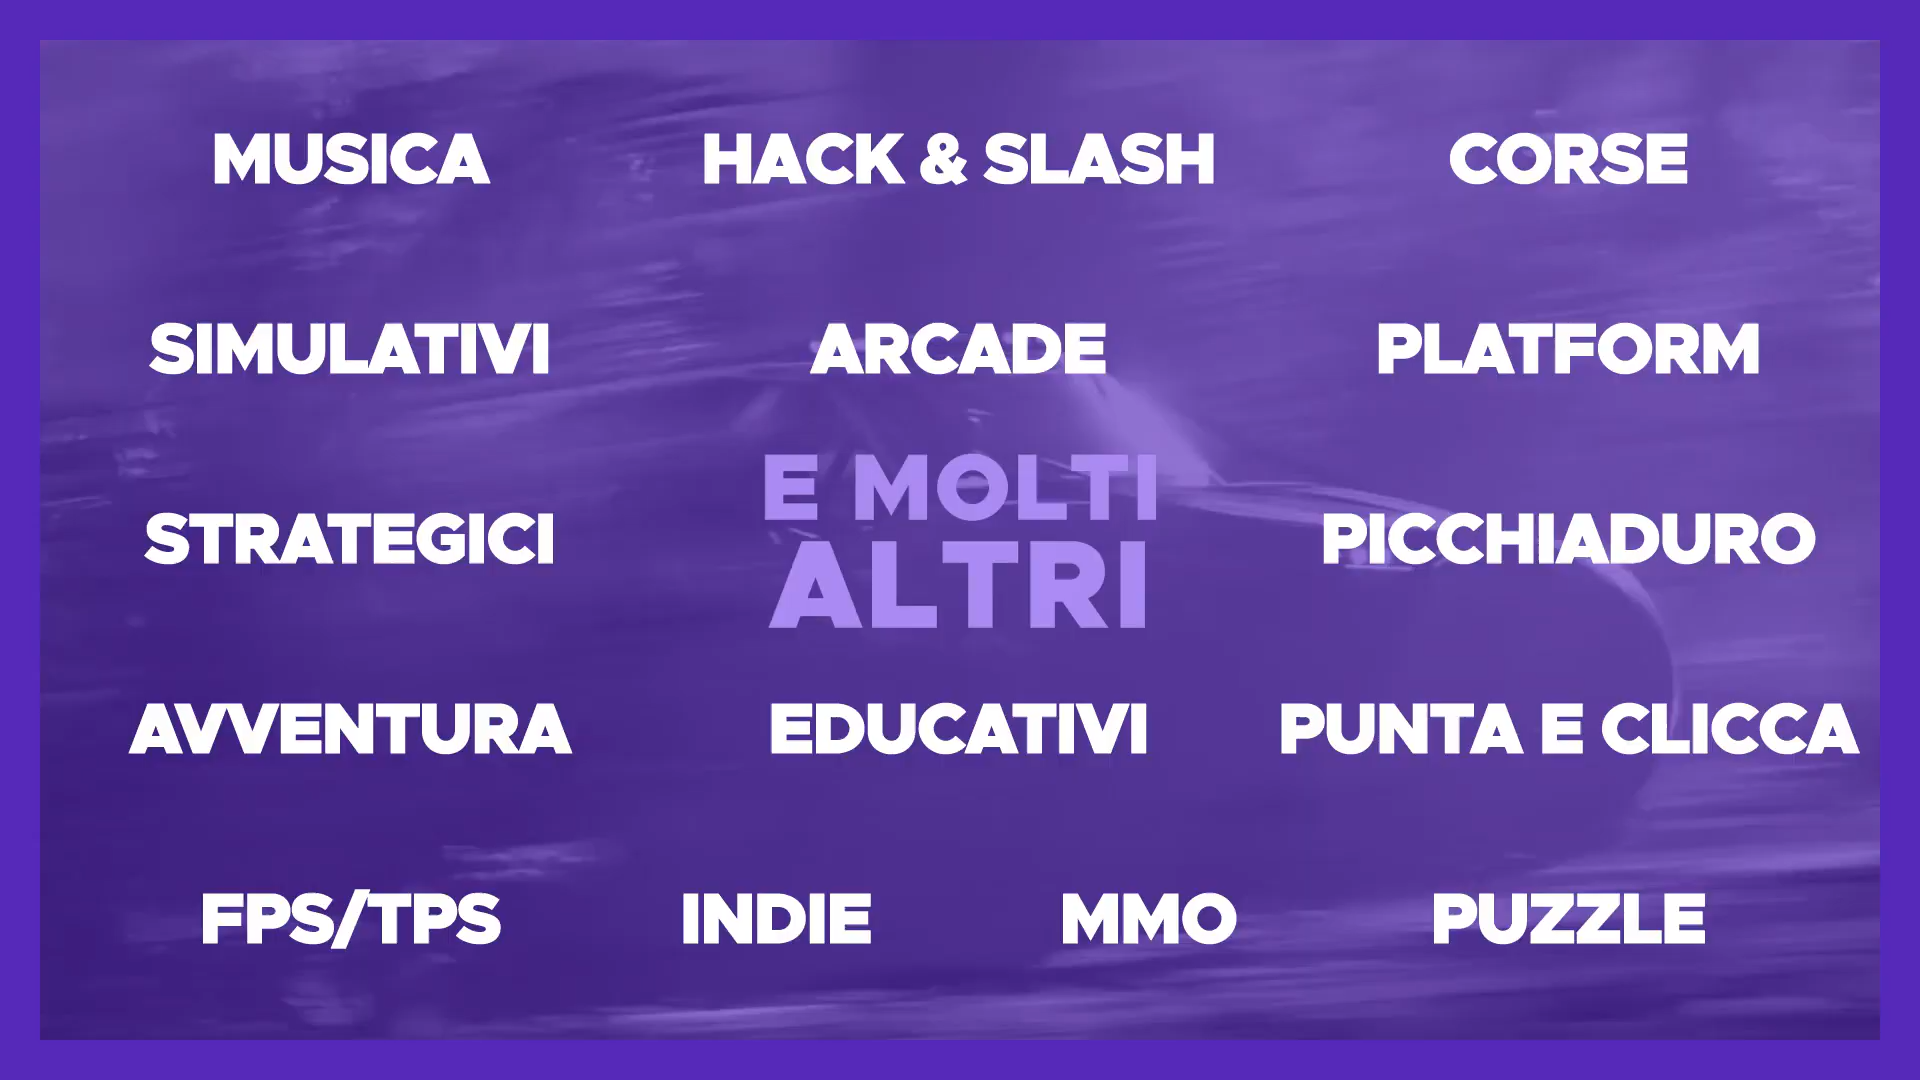 MUSICA
HACK & SLASH
CORSE
SIMULATIVI
ARCADE
PLATFORM
E MOLTI
ALTRI
STRATEGICI
PICCHIADURO
AVVENTURA
EDUCATIVI
PUNTA E CLICCA
FPS/TPS
INDIE
MMO
PUZZLE